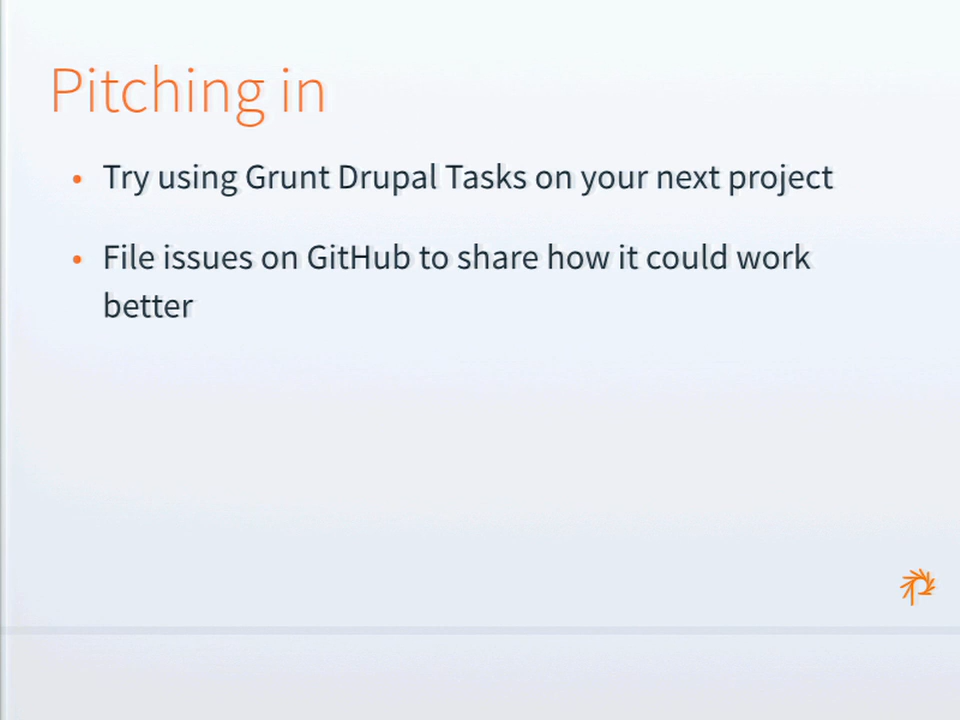 Pitching in
• Try using Grunt Drupal Tasks on your next project
• File issues on GitHub to share how it could work
better